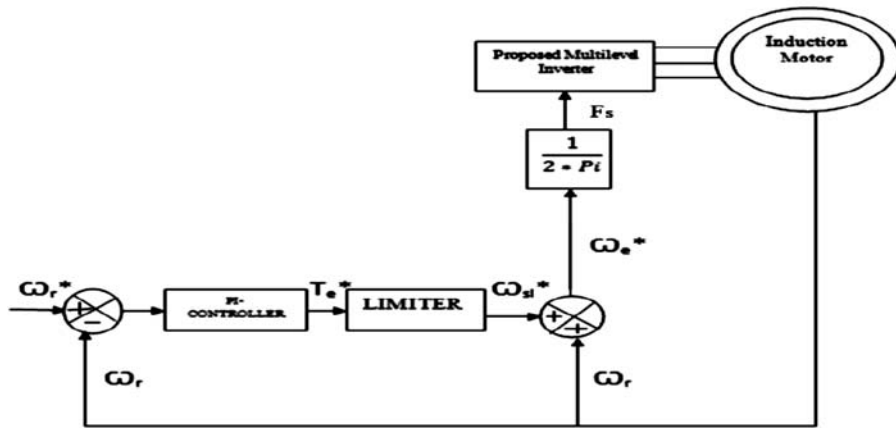 Induction
Motor
Proposed Multilevel
Inverter
Fs
1
2 * Pi
ωe*
ωr*
+
−
PI-
CONTROLLER
Te*
LIMITER
ωsl*
+
+
ωr
ωr